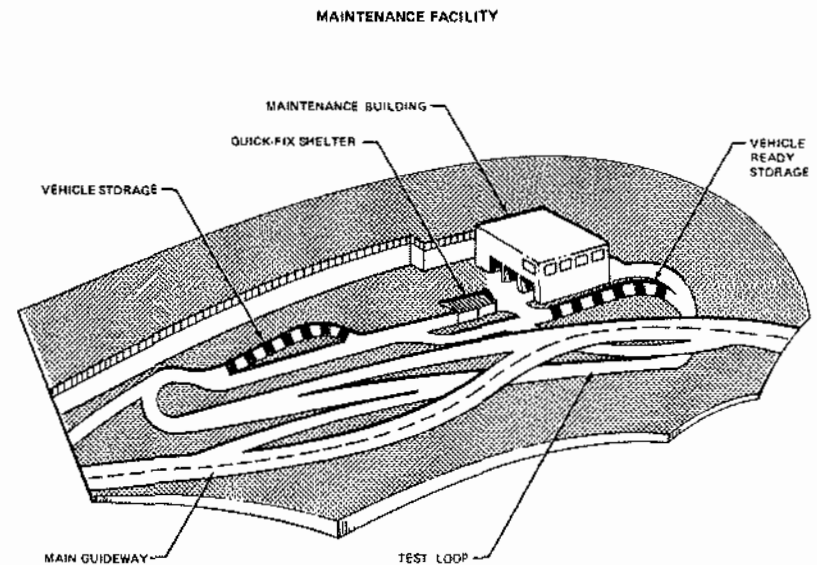 MAINTENANCE FACILITY
MAINTENANCE BUILDING
QUICK-FIX SHELTER
VEHICLE
READY
STORAGE
VEHICLE STORAGE
MAIN GUIDEWAY
TEST LOOP